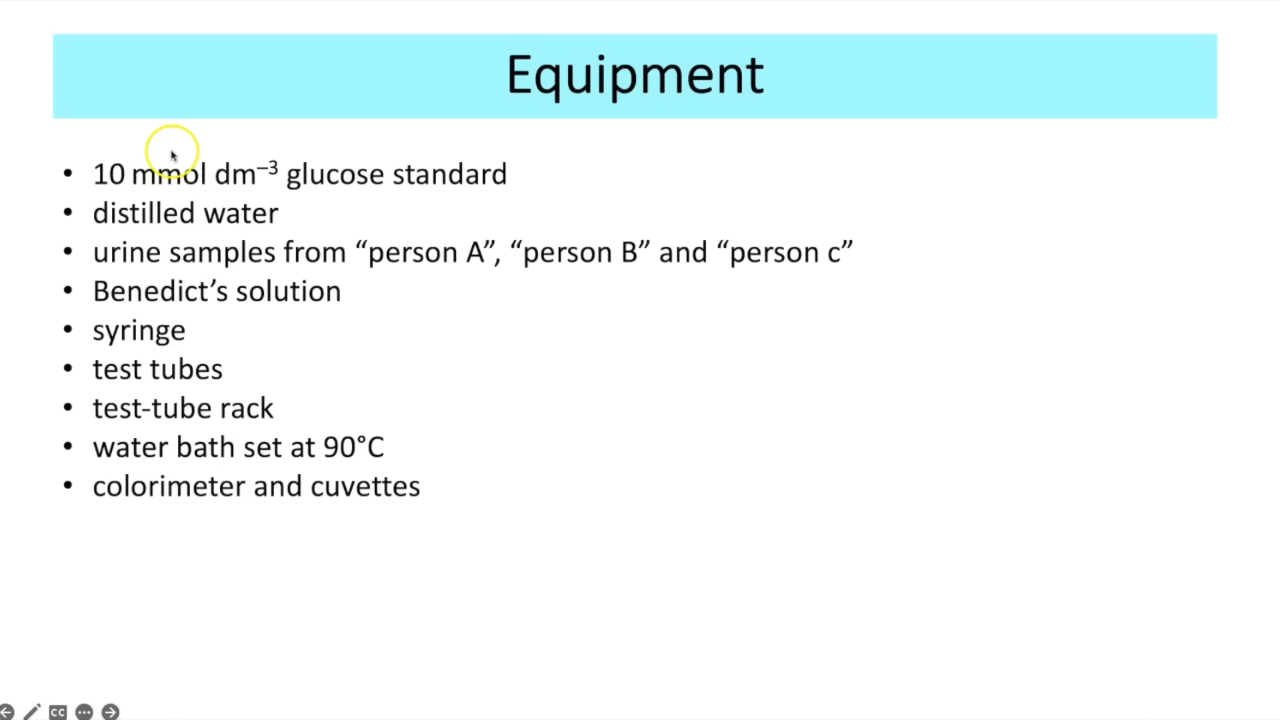 Equipment
• 10 mmol dm⁻³ glucose standard
• distilled water
• urine samples from “person A”, “person B” and “person c”
• Benedict’s solution
• syringe
• test tubes
• test-tube rack
• water bath set at 90°C
• colorimeter and cuvettes
CC